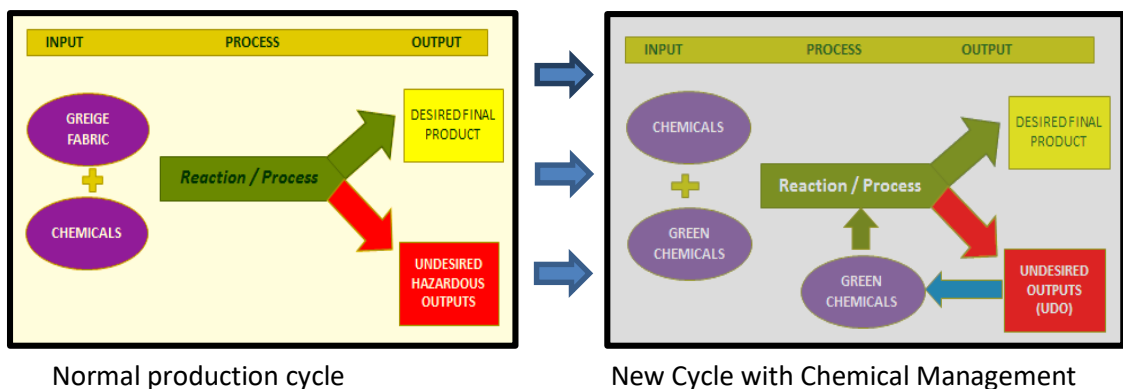 INPUT PROCESS OUTPUT
GREIGE
FABRIC
CHEMICALS
Reaction / Process
DESIRED FINAL
PRODUCT
UNDESIRED
HAZARDOUS
OUTPUTS
INPUT PROCESS OUTPUT
CHEMICALS
GREEN
CHEMICALS
Reaction / Process
GREEN
CHEMICALS
DESIRED FINAL
PRODUCT
UNDESIRED
OUTPUTS
(UDO)
Normal production cycle
New Cycle with Chemical Management